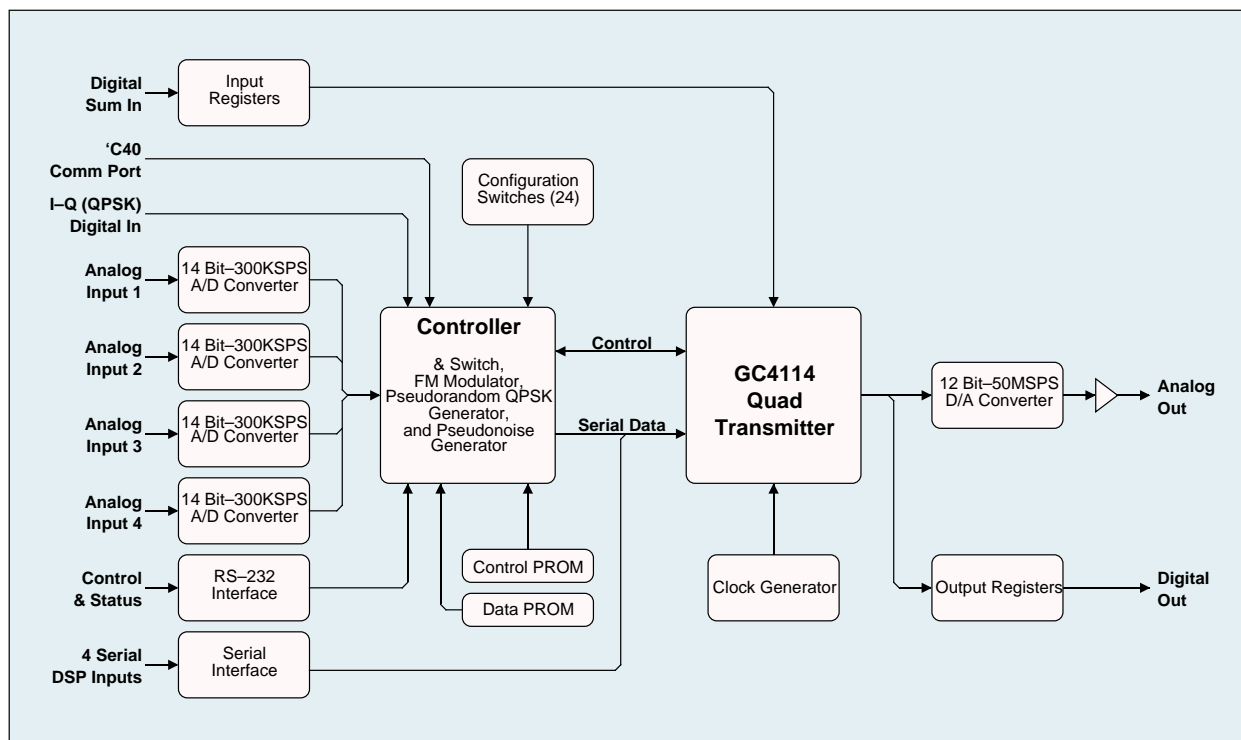 Digital
Sum In
Input
Registers
‘C40
Comm Port
I–Q (QPSK)
Digital In
Configuration
Switches (24)
Analog
Input 1
14 Bit–300KSPS
A/D Converter
Analog
Input 2
14 Bit–300KSPS
A/D Converter
Analog
Input 3
14 Bit–300KSPS
A/D Converter
Analog
Input 4
14 Bit–300KSPS
A/D Converter
Controller
& Switch,
FM Modulator,
Pseudorandom QPSK
Generator,
and Pseudonoise
Generator
Control
Serial Data
GC4114
Quad
Transmitter
12 Bit–50MSPS
D/A Converter
Analog
Out
Control
& Status
RS–232
Interface
Control PROM
Data PROM
Clock Generator
Output Registers
Digital
Out
4 Serial
DSP Inputs
Serial
Interface